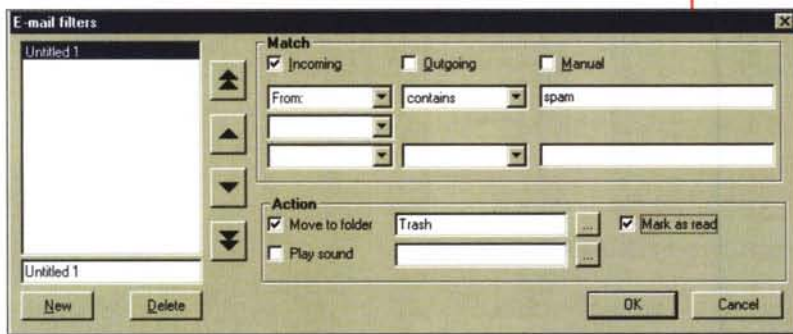 E-mail filters
Untitled 1
Match
Incoming Outgoing Manual
From: contains spam
Action
Move to folder Trash ... Mark as read
Play sound ...
Untitled 1
New Delete OK Cancel